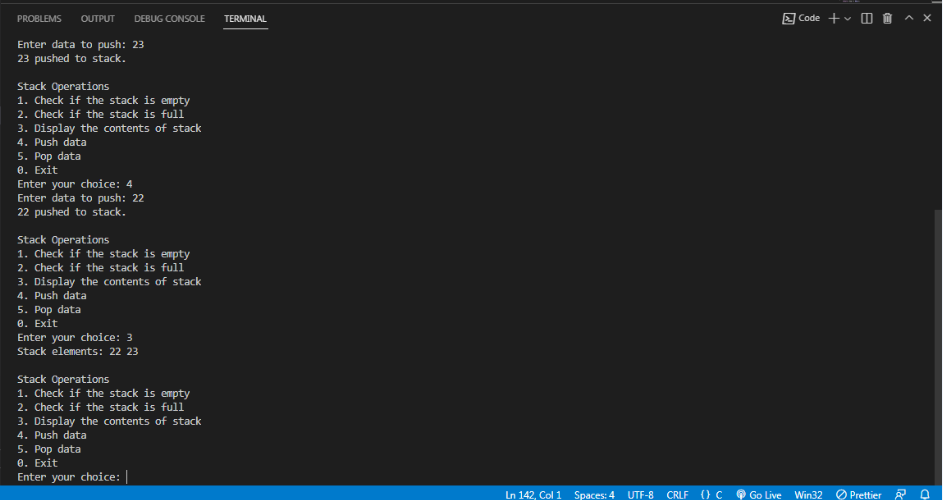 PROBLEMS OUTPUT DEBUG CONSOLE TERMINAL Code
Enter data to push: 23
23 pushed to stack.
Stack Operations
1. Check if the stack is empty
2. Check if the stack is full
3. Display the contents of stack
4. Push data
5. Pop data
0. Exit
Enter your choice: 4
Enter data to push: 22
22 pushed to stack.
Stack Operations
1. Check if the stack is empty
2. Check if the stack is full
3. Display the contents of stack
4. Push data
5. Pop data
0. Exit
Enter your choice: 3
Stack elements: 22 23
Stack Operations
1. Check if the stack is empty
2. Check if the stack is full
3. Display the contents of stack
4. Push data
5. Pop data
0. Exit
Enter your choice:
Ln 142, Col 1 Spaces: 4 UTF-8 CRLF {} C Go Live Win32 Prettier